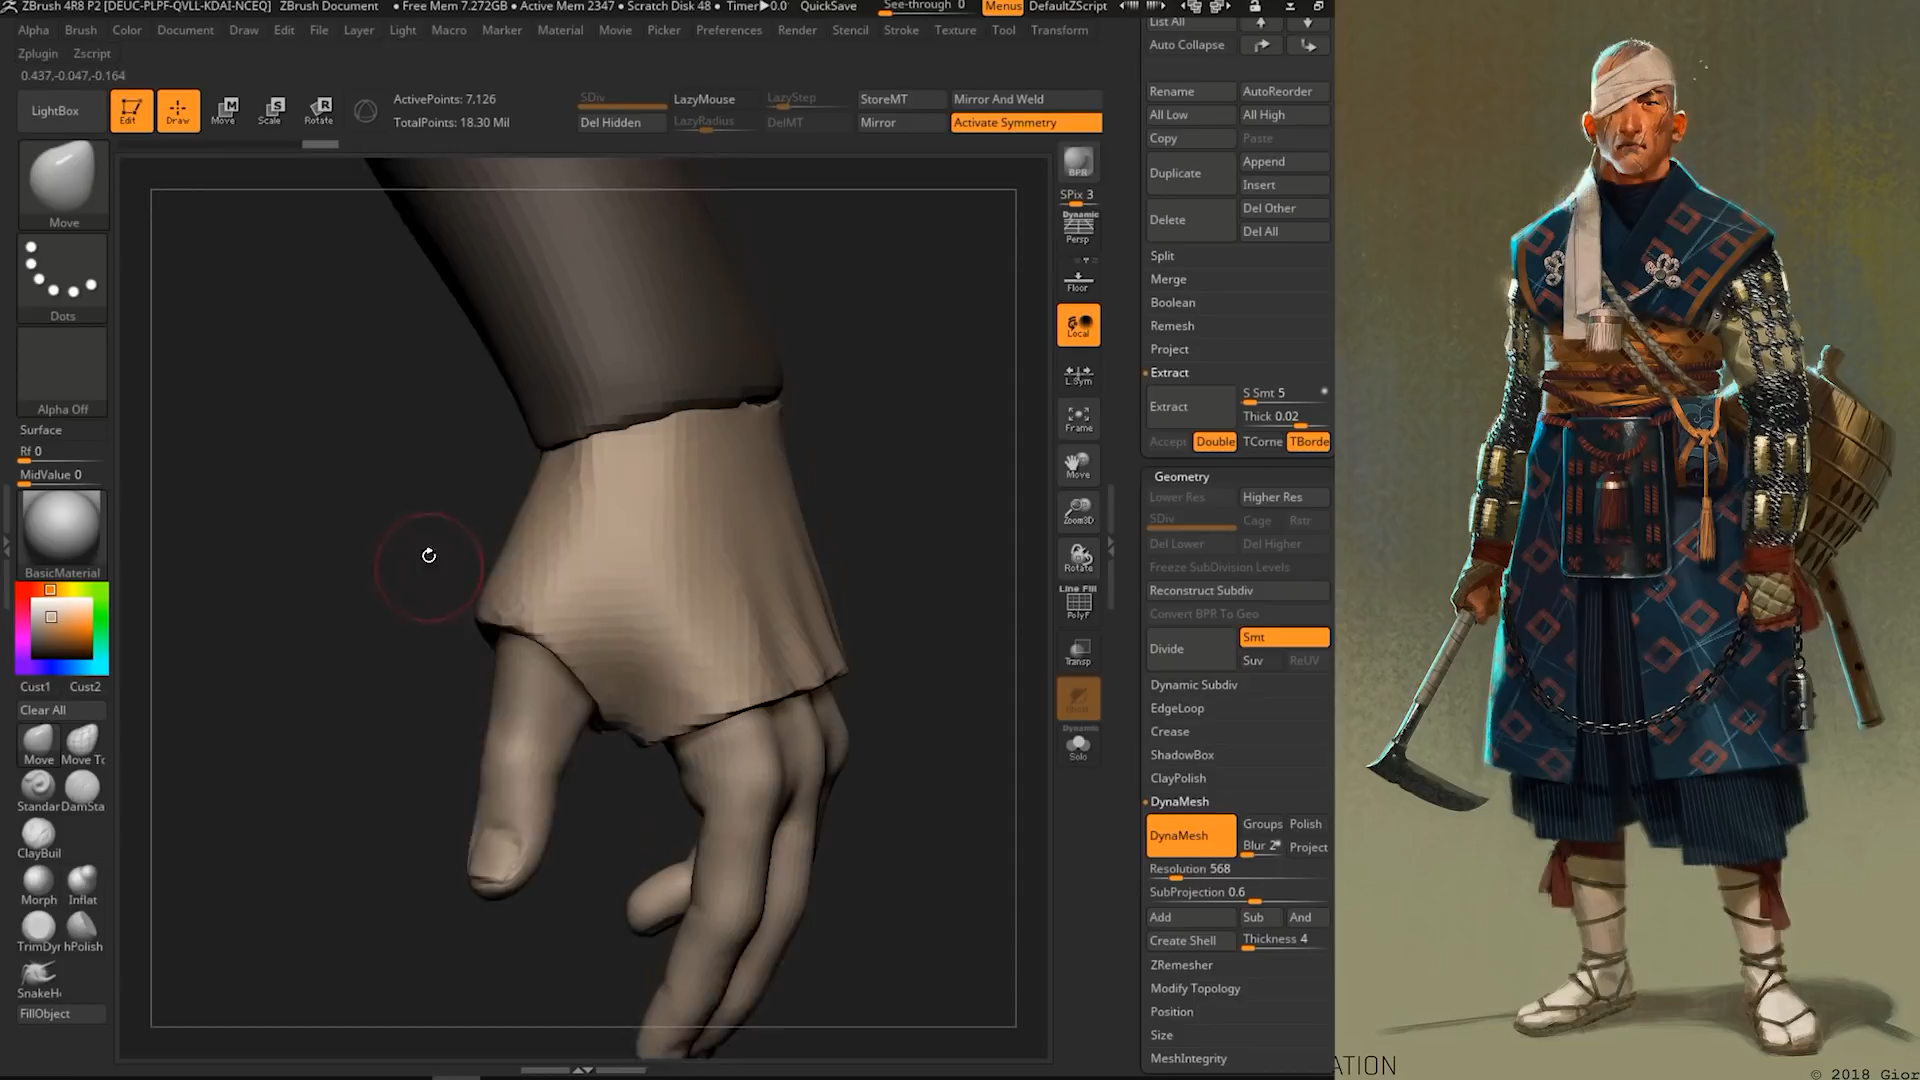 ZBrush 4R8 P2 [DEUC-PLPF-QVLL-KDAI-NCEQ] ZBrush Document • Free Mem 7.272GB • Active Mem 2347 • Scratch Disk 48 • Timer▶0.0 QuickSave See-through 0 Menus DefaultZScript
Alpha Brush Color Document Draw Edit File Layer Light Macro Marker Material Movie Picker Preferences Render Stencil Stroke Texture Tool Transform
Zplugin Zscript
0.437,-0.047,-0.164
LightBox
Edit
Draw
M Move
S Scale
R Rotate
ActivePoints: 7,126
TotalPoints: 18.30 Mil
SDiv
Del Hidden
LazyMouse
LazyRadius
LazyStep
DelMT
StoreMT
Mirror
Mirror And Weld
Activate Symmetry
Move
Dots
Alpha Off
Surface
Rf 0
MidValue 0
BasicMaterial
Cust1 Cust2
Clear All
Move Move Tc
Standar DamSta
ClayBuil
Morph Inflat
TrimDyr hPolish
SnakeH
FillObject
BPR
SPix 3
Dynamic
Persp
Floor
Local
L.Sym
Frame
Move
Zoom3D
Rotate
Line Fill
PolyF
Transp
Ghost
Dynamic
Solo
List All
Auto Collapse
Rename AutoReorder
All Low All High
Copy Paste
Duplicate
Append
Insert
Delete
Del Other
Del All
Split
Merge
Boolean
Remesh
Project
Extract
Extract
S Smt 5
Thick 0.02
Accept Double TCorne TBorde
Geometry
Lower Res Higher Res
SDiv Cage Rstr
Del Lower Del Higher
Freeze SubDivision Levels
Reconstruct Subdiv
Convert BPR To Geo
Divide
Smt
Suv ReUV
Dynamic Subdiv
EdgeLoop
Crease
ShadowBox
ClayPolish
DynaMesh
DynaMesh
Groups Polish
Blur 2 Project
Resolution 568
SubProjection 0.6
Add Sub And
Create Shell Thickness 4
ZRemesher
Modify Topology
Position
Size
MeshIntegrity
ATION
© 2018 Gior